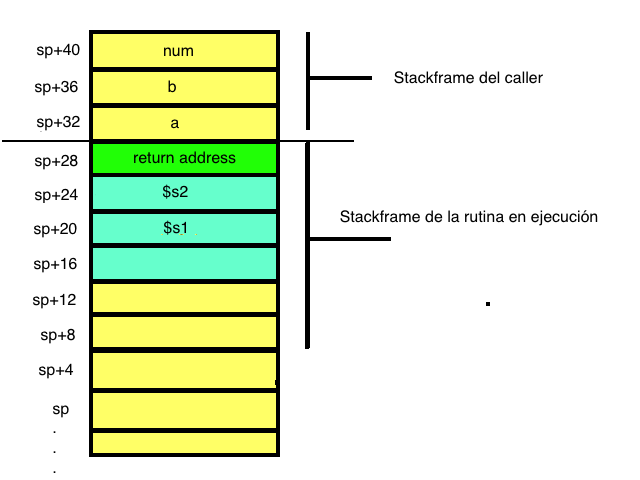 sp+40 num
sp+36 b
sp+32 a
Stackframe del caller
sp+28 return address
sp+24 $s2
sp+20 $s1
sp+16
sp+12
sp+8
sp+4
sp
.
.
.
Stackframe de la rutina en ejecución